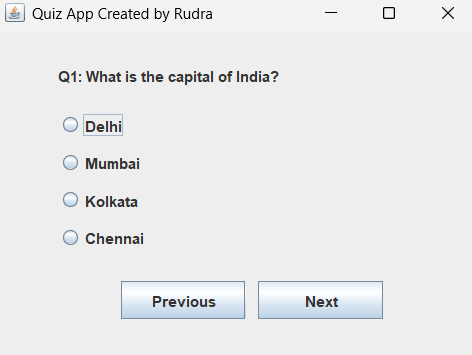 Quiz App Created by Rudra
Q1: What is the capital of India?
Delhi
Mumbai
Kolkata
Chennai
Previous Next